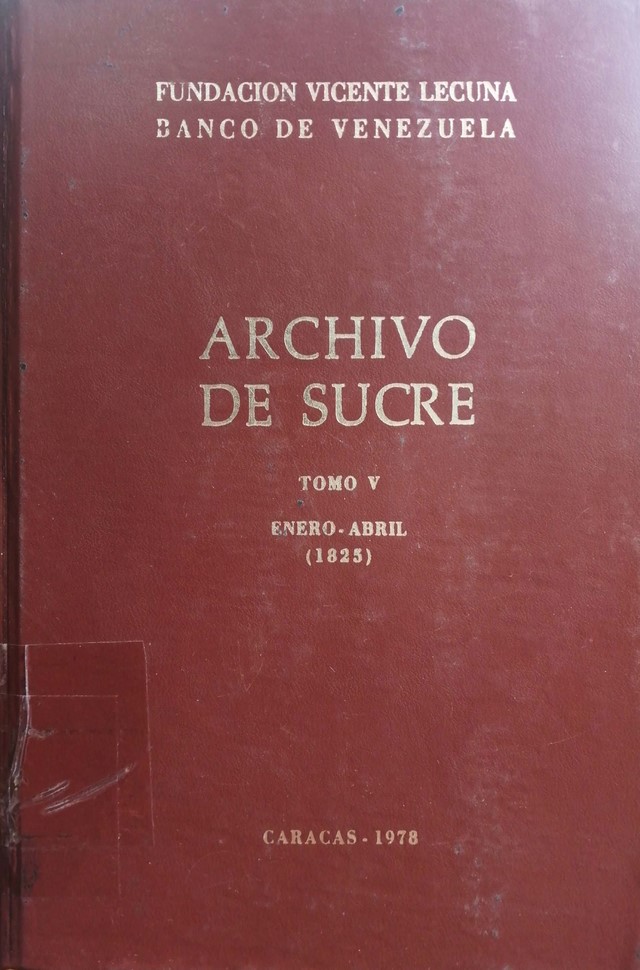 FUNDACION VICENTE LECUNA
BANCO DE VENEZUELA
ARCHIVO
DE SUCRE
TOMO V
ENERO - ABRIL
(1825)
CARACAS - 1978